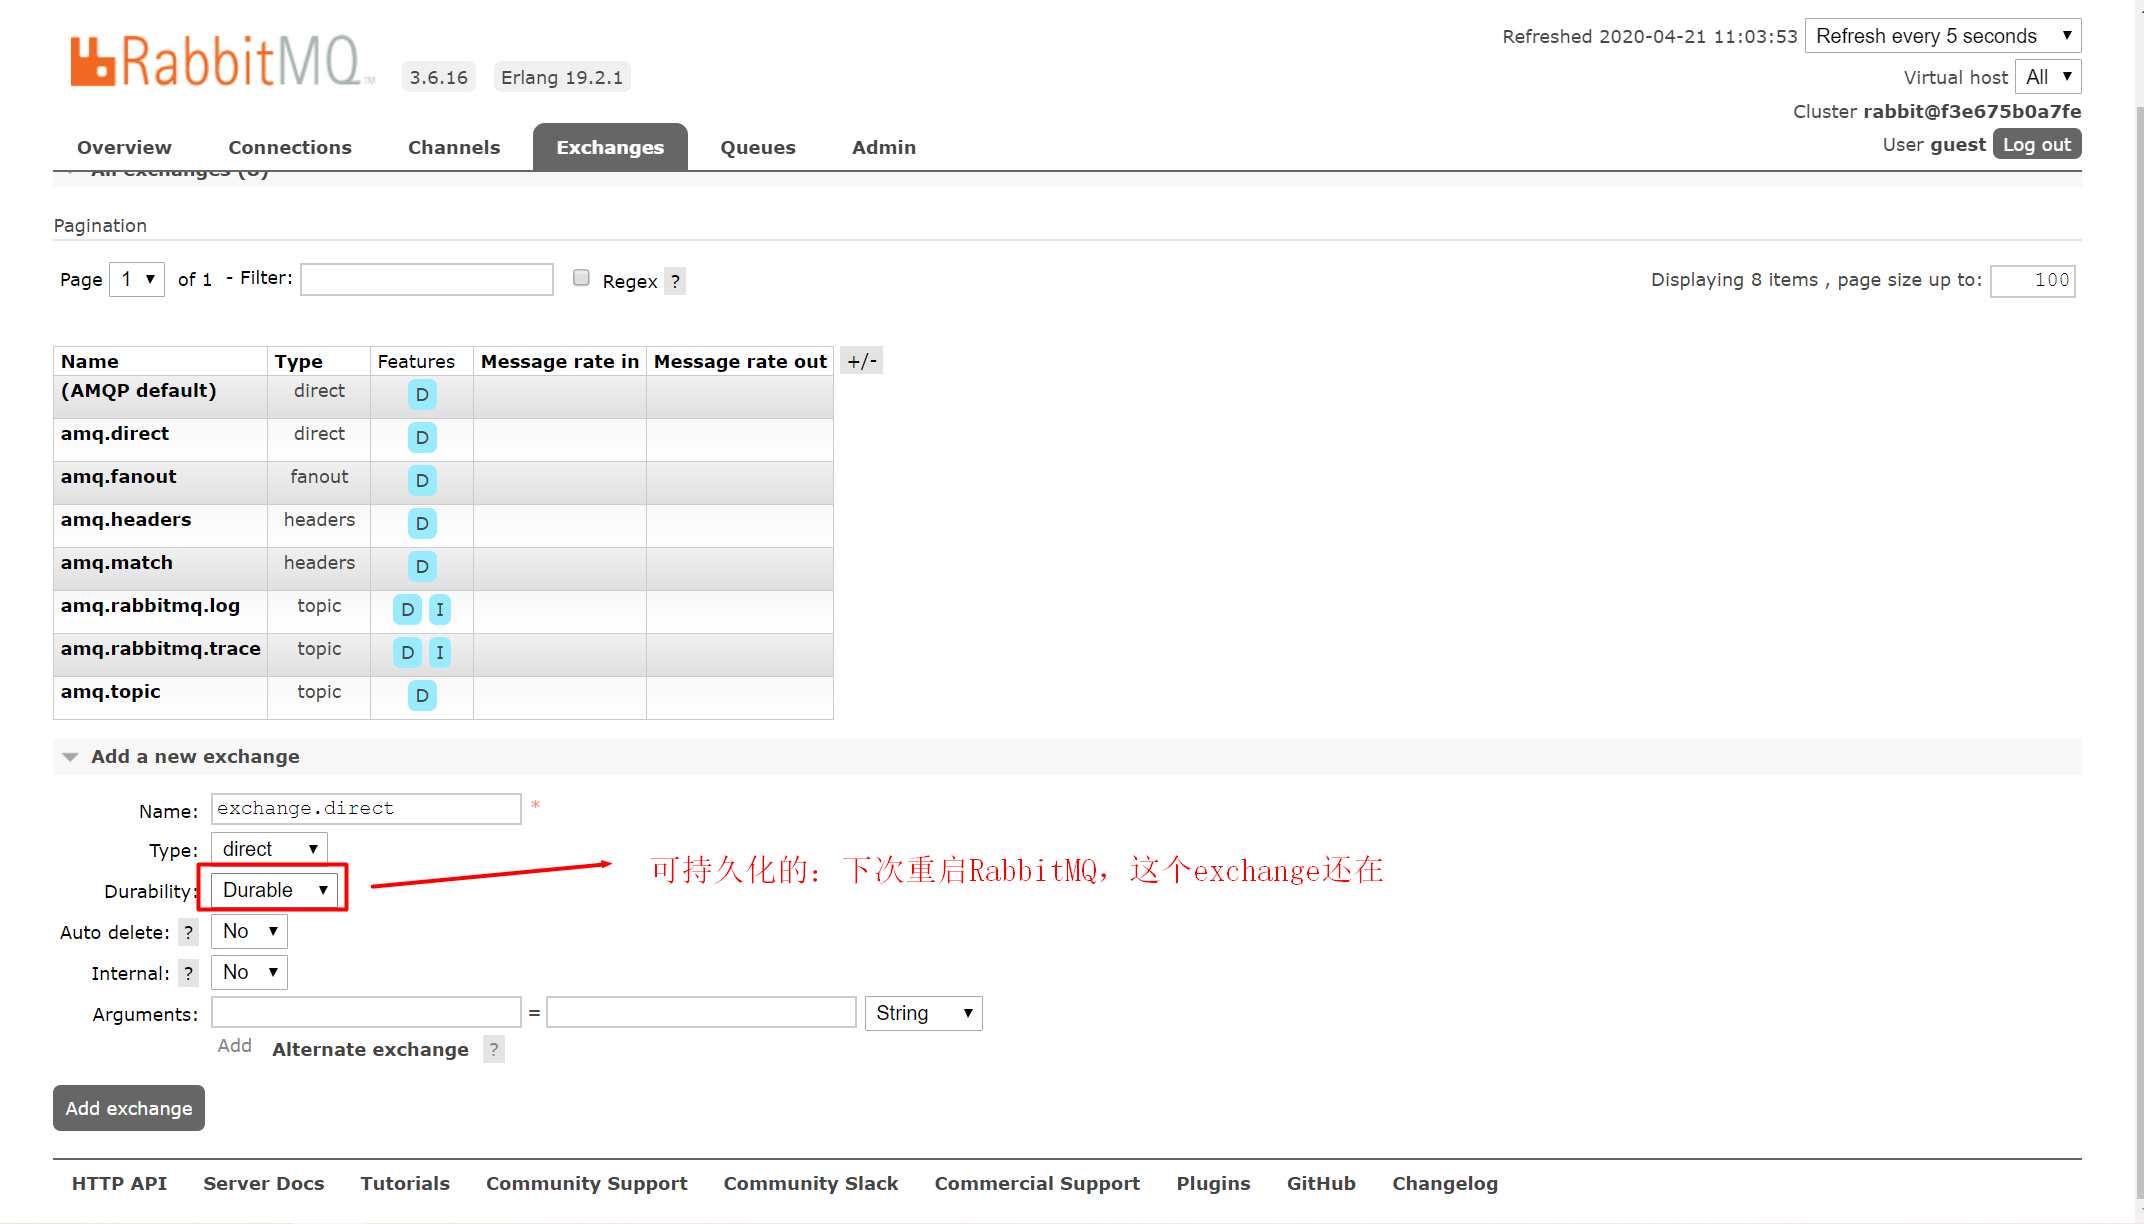 RabbitMQ™ 3.6.16 Erlang 19.2.1
Refreshed 2020-04-21 11:03:53 Refresh every 5 seconds
Virtual host All
Cluster rabbit@f3e675b0a7fe
User guest Log out
Overview Connections Channels Exchanges Queues Admin
All exchanges (8)
Pagination
Page 1 of 1 - Filter: Regex ? Displaying 8 items , page size up to: 100
Name Type Features Message rate in Message rate out +/-
(AMQP default) direct D
amq.direct direct D
amq.fanout fanout D
amq.headers headers D
amq.match headers D
amq.rabbitmq.log topic D I
amq.rabbitmq.trace topic D I
amq.topic topic D
Add a new exchange
Name: exchange.direct *
Type: direct
Durability: Durable 可持久化的：下次重启RabbitMQ，这个exchange还在
Auto delete: ? No
Internal: ? No
Arguments: = String
Add Alternate exchange ?
Add exchange
HTTP API Server Docs Tutorials Community Support Community Slack Commercial Support Plugins GitHub Changelog